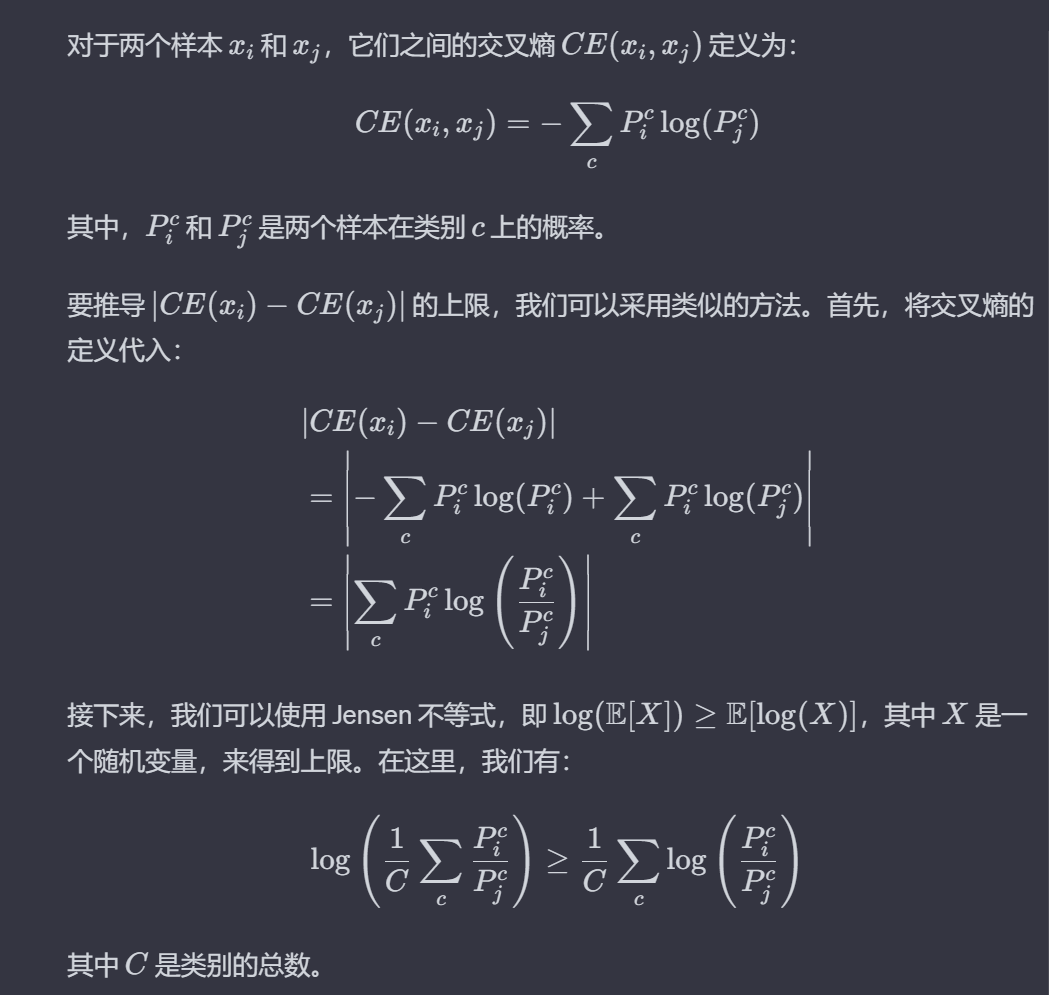 对于两个样本 $x_i$ 和 $x_j$，它们之间的交叉熵 $CE(x_i, x_j)$ 定义为：
$CE(x_i, x_j) = -\sum_c P_i^c \log(P_j^c)$
其中，$P_i^c$ 和 $P_j^c$ 是两个样本在类别 $c$ 上的概率。
要推导 $|CE(x_i) - CE(x_j)|$ 的上限，我们可以采用类似的方法。首先，将交叉熵的
定义代入：
$|CE(x_i) - CE(x_j)|$
$= \left| -\sum_c P_i^c \log(P_i^c) + \sum_c P_i^c \log(P_j^c) \right|$
$= \left| \sum_c P_i^c \log\left(\frac{P_i^c}{P_j^c}\right) \right|$
接下来，我们可以使用 Jensen 不等式，即 $\log(\mathbb{E}[X]) \geq \mathbb{E}[\log(X)]$，其中 $X$ 是一
个随机变量，来得到上限。在这里，我们有：
$\log\left(\frac{1}{C} \sum_c \frac{P_i^c}{P_j^c}\right) \geq \frac{1}{C} \sum_c \log\left(\frac{P_i^c}{P_j^c}\right)$
其中 $C$ 是类别的总数。